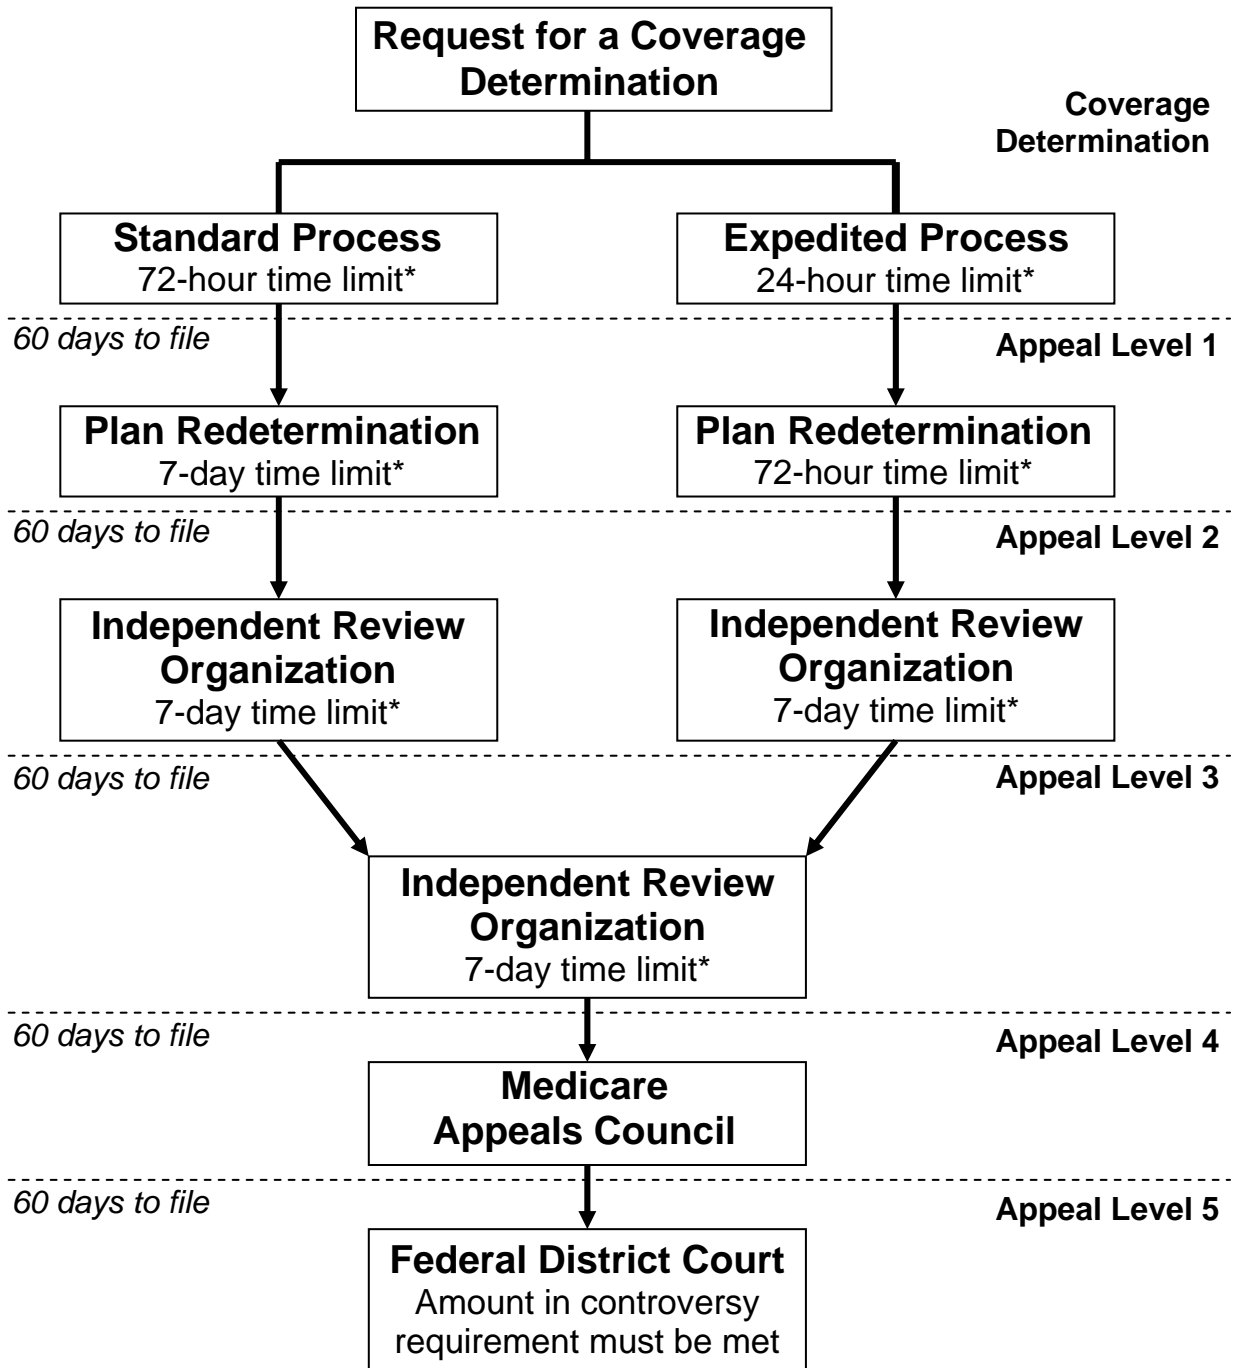 Request for a Coverage
Determination
Coverage
Determination
Standard Process
72-hour time limit*
Expedited Process
24-hour time limit*
60 days to file
Appeal Level 1
Plan Redetermination
7-day time limit*
Plan Redetermination
72-hour time limit*
60 days to file
Appeal Level 2
Independent Review
Organization
7-day time limit*
Independent Review
Organization
7-day time limit*
60 days to file
Appeal Level 3
Independent Review
Organization
7-day time limit*
60 days to file
Appeal Level 4
Medicare
Appeals Council
60 days to file
Appeal Level 5
Federal District Court
Amount in controversy
requirement must be met